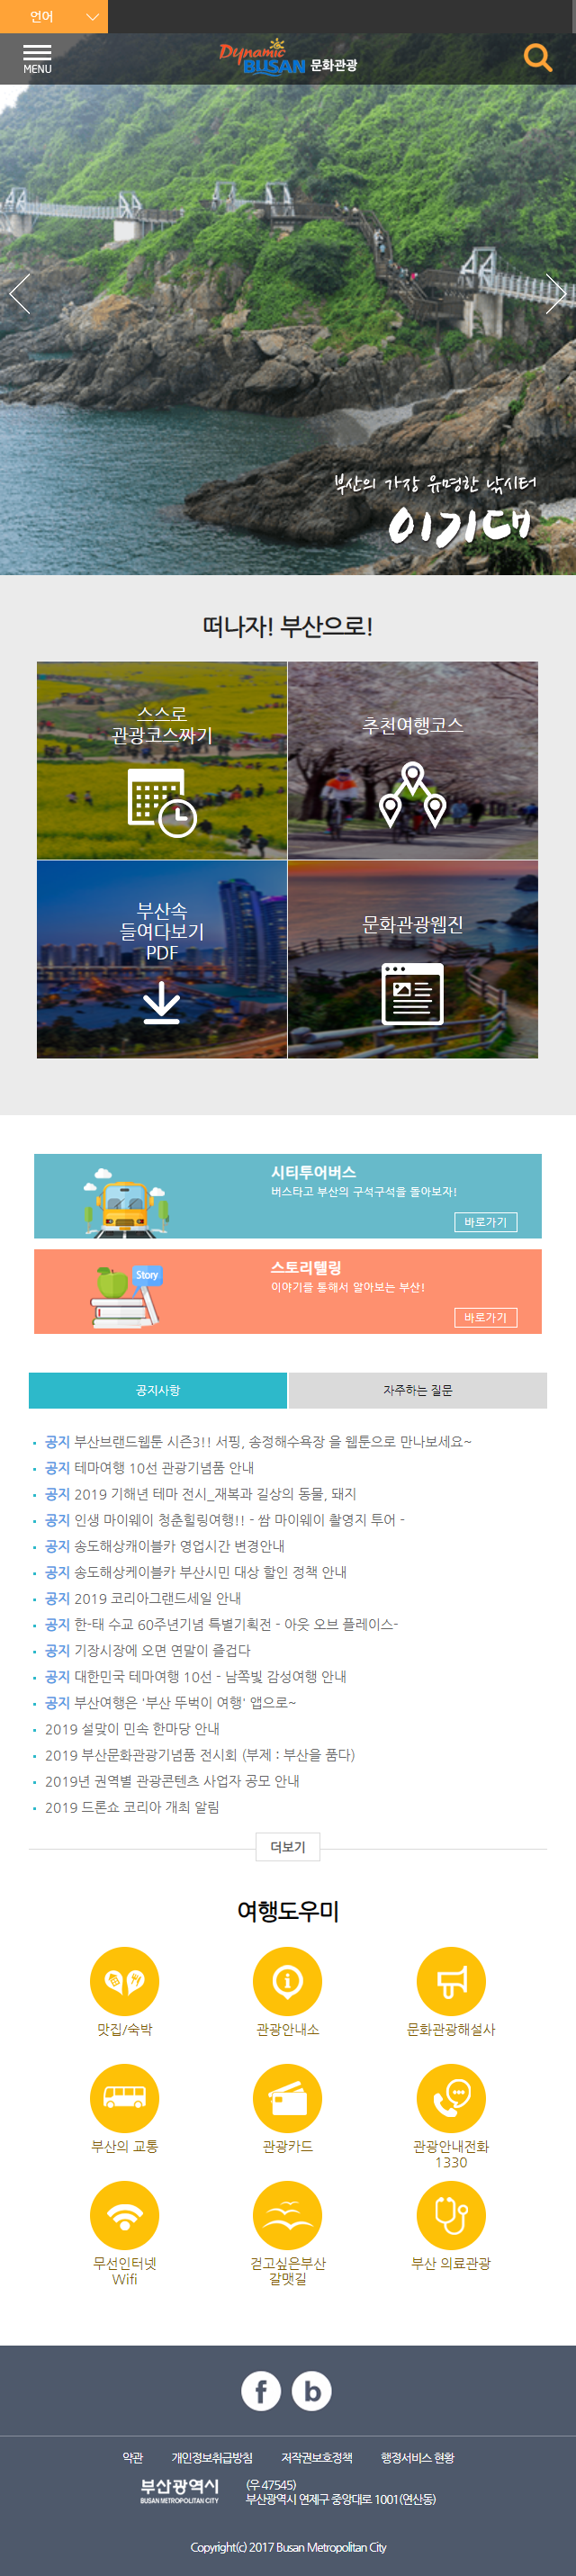 언어
MENU
Dynamic
BUSAN 문화관광
부산의 가장 유명한 낚시터
이기대
떠나자! 부산으로!
스스로
관광코스짜기
추천여행코스
부산속
들여다보기
PDF
문화관광웹진
시티투어버스
버스타고 부산의 구석구석을 돌아보자!
바로가기
Story
스토리텔링
이야기를 통해서 알아보는 부산!
바로가기
공지사항
자주하는 질문
공지 부산브랜드웹툰 시즌3!! 서핑, 송정해수욕장 을 웹툰으로 만나보세요~
공지 테마여행 10선 관광기념품 안내
공지 2019 기해년 테마 전시_재복과 길상의 동물, 돼지
공지 인생 마이웨이 청춘힐링여행!! - 쌈 마이웨이 촬영지 투어 -
공지 송도해상케이블카 영업시간 변경안내
공지 송도해상케이블카 부산시민 대상 할인 정책 안내
공지 2019 코리아그랜드세일 안내
공지 한-태 수교 60주년기념 특별기획전 - 아웃 오브 플레이스-
공지 기장시장에 오면 연말이 즐겁다
공지 대한민국 테마여행 10선 - 남쪽빛 감성여행 안내
공지 부산여행은 '부산 뚜벅이 여행' 앱으로~
2019 설맞이 민속 한마당 안내
2019 부산문화관광기념품 전시회 (부제 : 부산을 품다)
2019년 권역별 관광콘텐츠 사업자 공모 안내
2019 드론쇼 코리아 개최 알림
더보기
여행도우미
맛집/숙박
관광안내소
문화관광해설사
부산의 교통
관광카드
관광안내전화
1330
무선인터넷
Wifi
걷고싶은부산
갈맷길
부산 의료관광
f b
약관 개인정보취급방침 저작권보호정책 행정서비스 현황
부산광역시
BUSAN METROPOLITAN CITY
(우 47545)
부산광역시 연제구 중앙대로 1001(연산동)
Copyright(c) 2017 Busan Metropolitan City